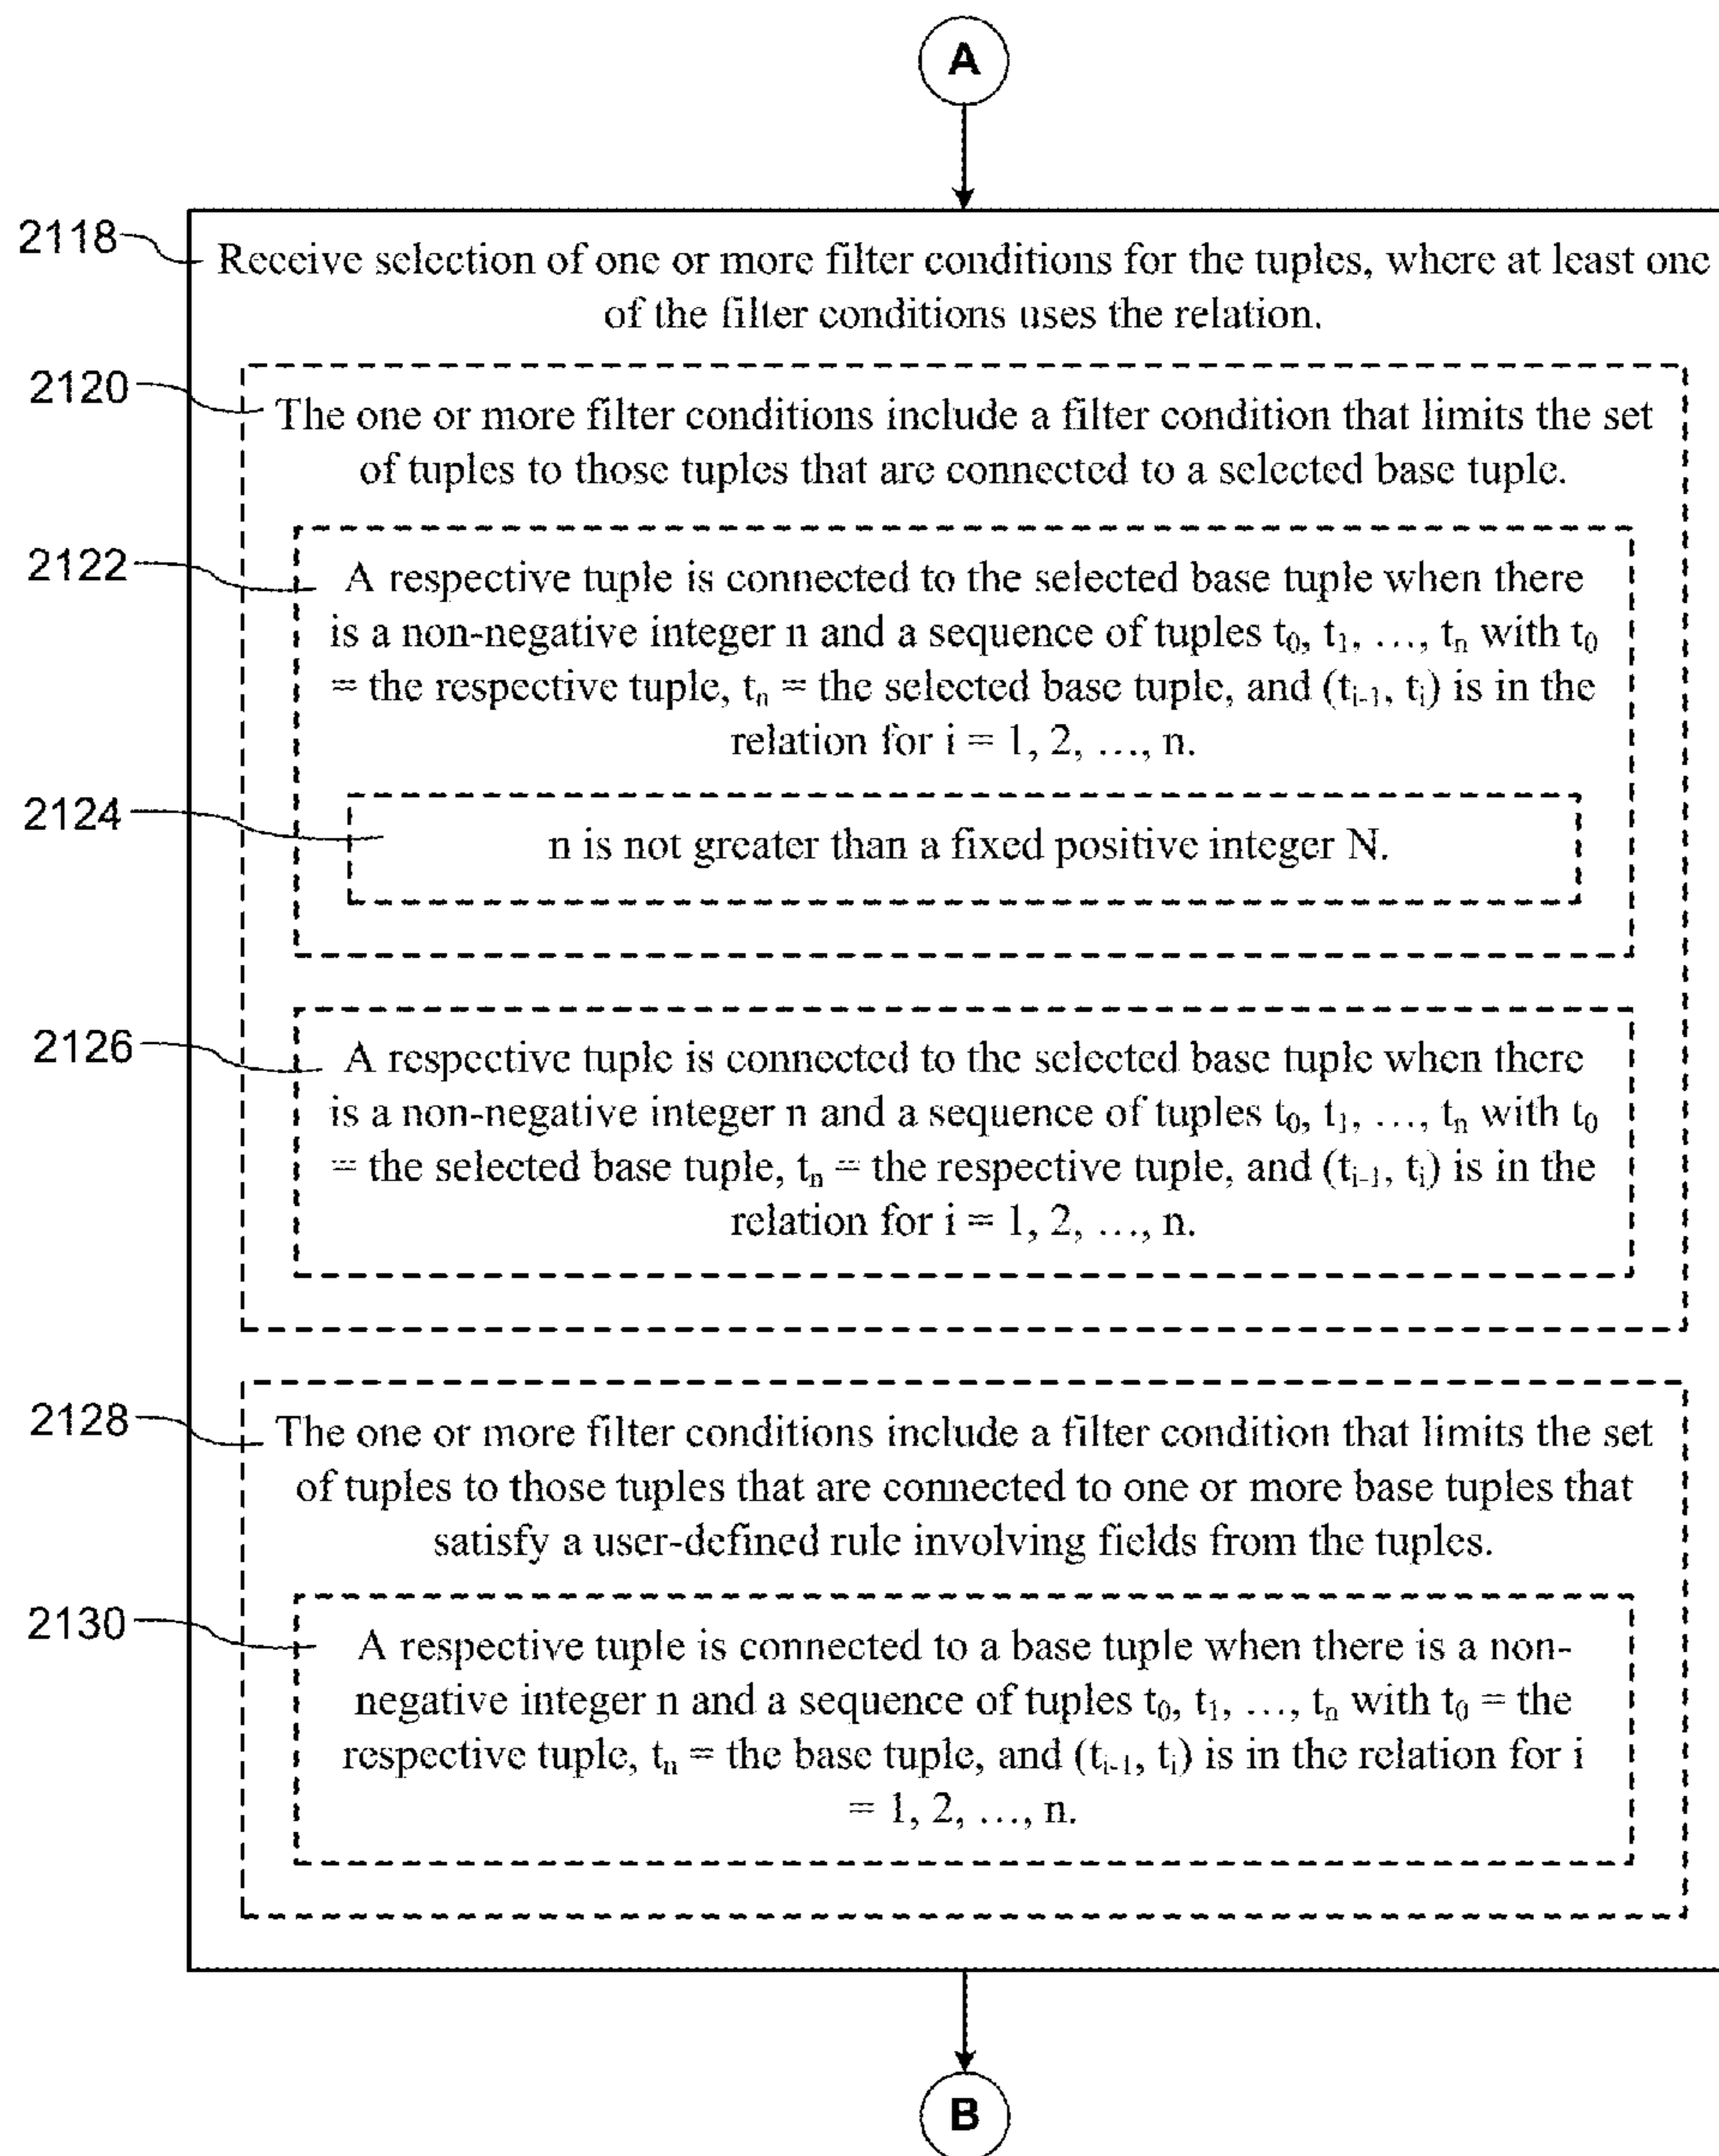 A
2118
Receive selection of one or more filter conditions for the tuples, where at least one
of the filter conditions uses the relation.
2120
The one or more filter conditions include a filter condition that limits the set
of tuples to those tuples that are connected to a selected base tuple.
2122
A respective tuple is connected to the selected base tuple when there
is a non-negative integer n and a sequence of tuples t₀, t₁, …, tₙ with t₀
= the respective tuple, tₙ = the selected base tuple, and (tᵢ₋₁, tᵢ) is in the
relation for i = 1, 2, …, n.
2124
n is not greater than a fixed positive integer N.
2126
A respective tuple is connected to the selected base tuple when there
is a non-negative integer n and a sequence of tuples t₀, t₁, …, tₙ with t₀
= the selected base tuple, tₙ = the respective tuple, and (tᵢ₋₁, tᵢ) is in the
relation for i = 1, 2, …, n.
2128
The one or more filter conditions include a filter condition that limits the set
of tuples to those tuples that are connected to one or more base tuples that
satisfy a user-defined rule involving fields from the tuples.
2130
A respective tuple is connected to a base tuple when there is a non-
negative integer n and a sequence of tuples t₀, t₁, …, tₙ with t₀ = the
respective tuple, tₙ = the base tuple, and (tᵢ₋₁, tᵢ) is in the relation for i
= 1, 2, …, n.
B